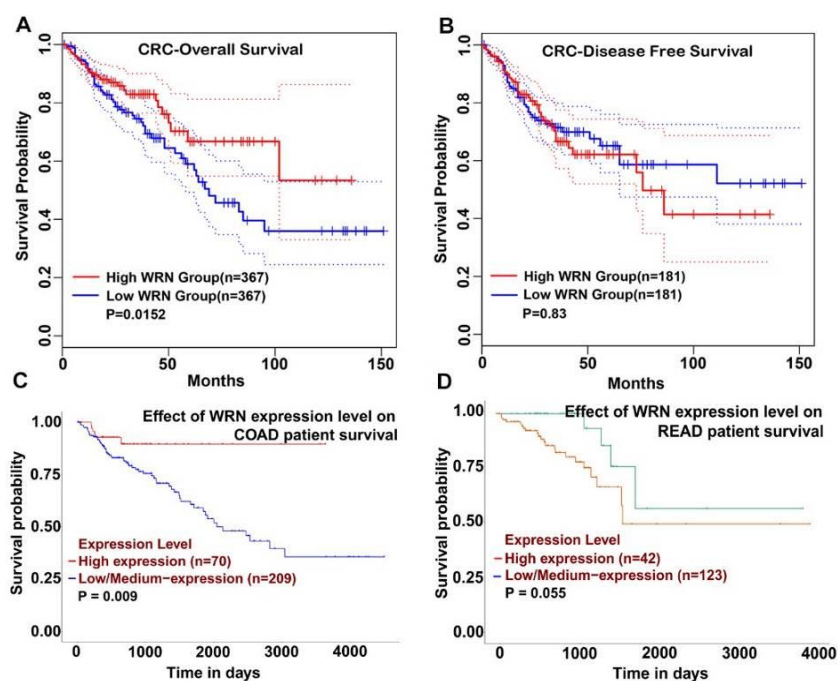 A
CRC-Overall Survival
Survival Probability
1.0
0.8
0.6
0.4
0.2
0.0
High WRN Group(n=367)
Low WRN Group(n=367)
P=0.0152
0 50 100 150
Months
B
CRC-Disease Free Survival
Survival Probability
1.0
0.8
0.6
0.4
0.2
0.0
High WRN Group(n=181)
Low WRN Group(n=181)
P=0.83
0 50 100 150
Months
C
Effect of WRN expression level on
COAD patient survival
Survival probability
1.00
0.75
0.50
0.25
0.00
Expression Level
High expression (n=70)
Low/Medium-expression (n=209)
P = 0.009
0 1000 2000 3000 4000
Time in days
D
Effect of WRN expression level on
READ patient survival
Survival probability
1.00
0.75
0.50
0.25
0.00
Expression Level
High expression (n=42)
Low/Medium-expression (n=123)
P = 0.055
0 1000 2000 3000 4000
Time in days